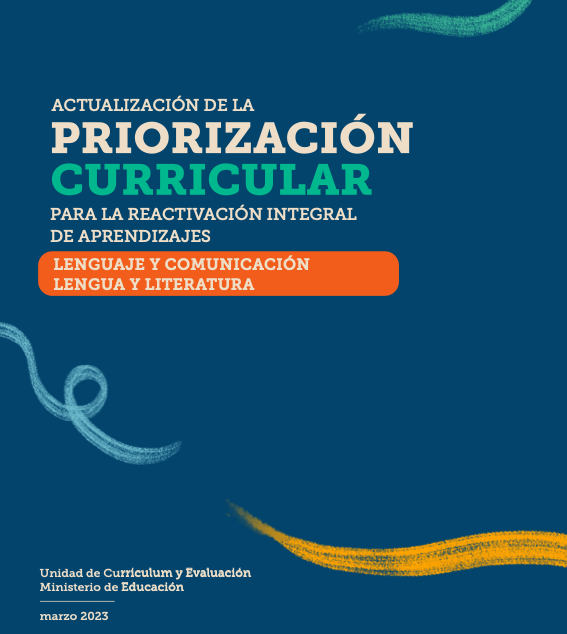 ACTUALIZACIÓN DE LA
PRIORIZACIÓN
CURRICULAR
PARA LA REACTIVACIÓN INTEGRAL
DE APRENDIZAJES
LENGUAJE Y COMUNICACIÓN
LENGUA Y LITERATURA
Unidad de Currículum y Evaluación
Ministerio de Educación
marzo 2023